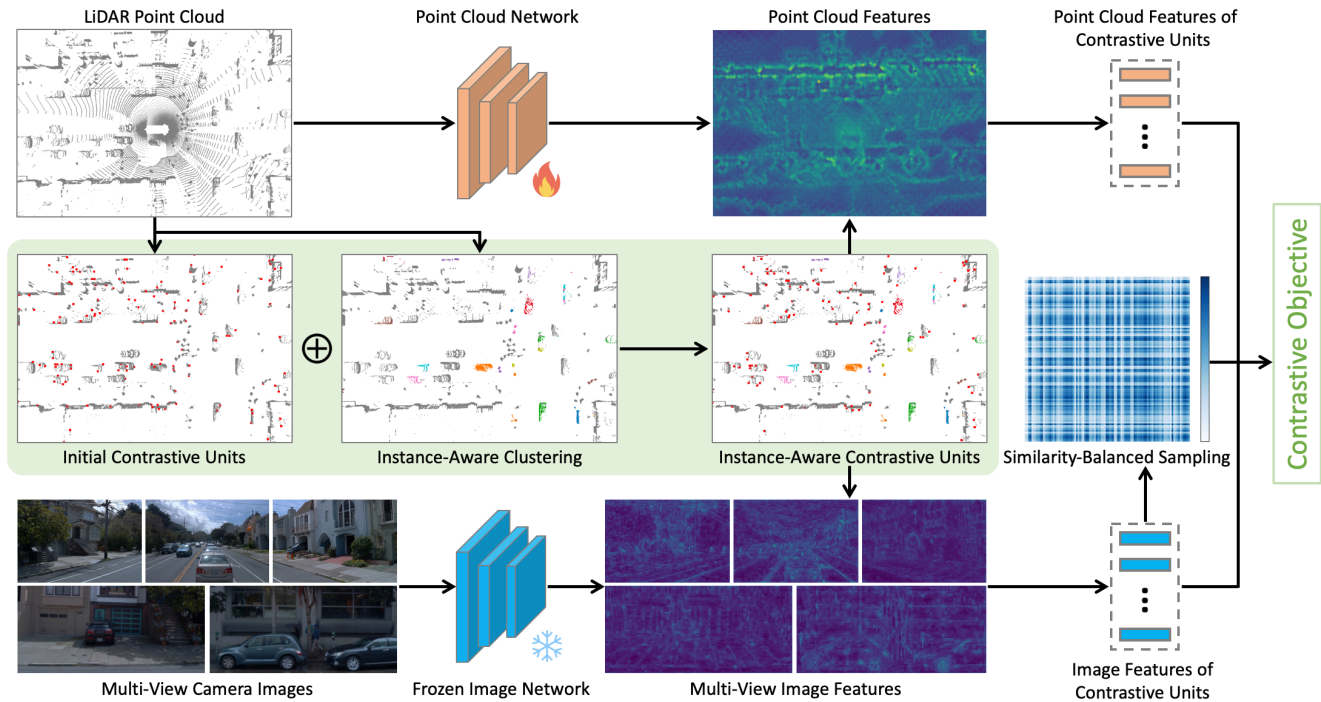 LiDAR Point Cloud
Point Cloud Network
Point Cloud Features
Point Cloud Features of
Contrastive Units
Initial Contrastive Units
Instance-Aware Clustering
Instance-Aware Contrastive Units
Similarity-Balanced Sampling
Contrastive Objective
Multi-View Camera Images
Frozen Image Network
Multi-View Image Features
Image Features of
Contrastive Units